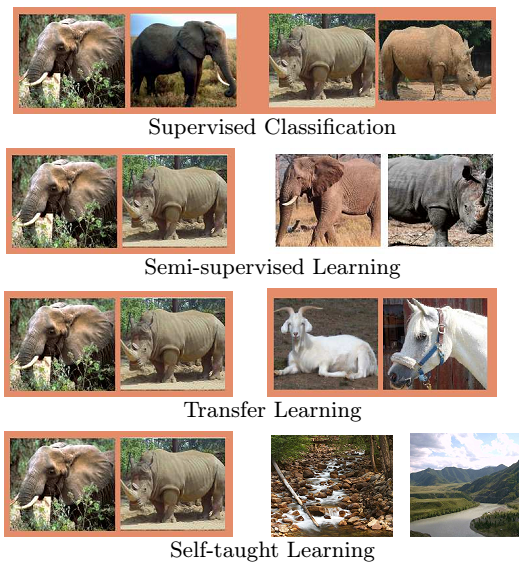 Supervised Classification
Semi-supervised Learning
Transfer Learning
Self-taught Learning